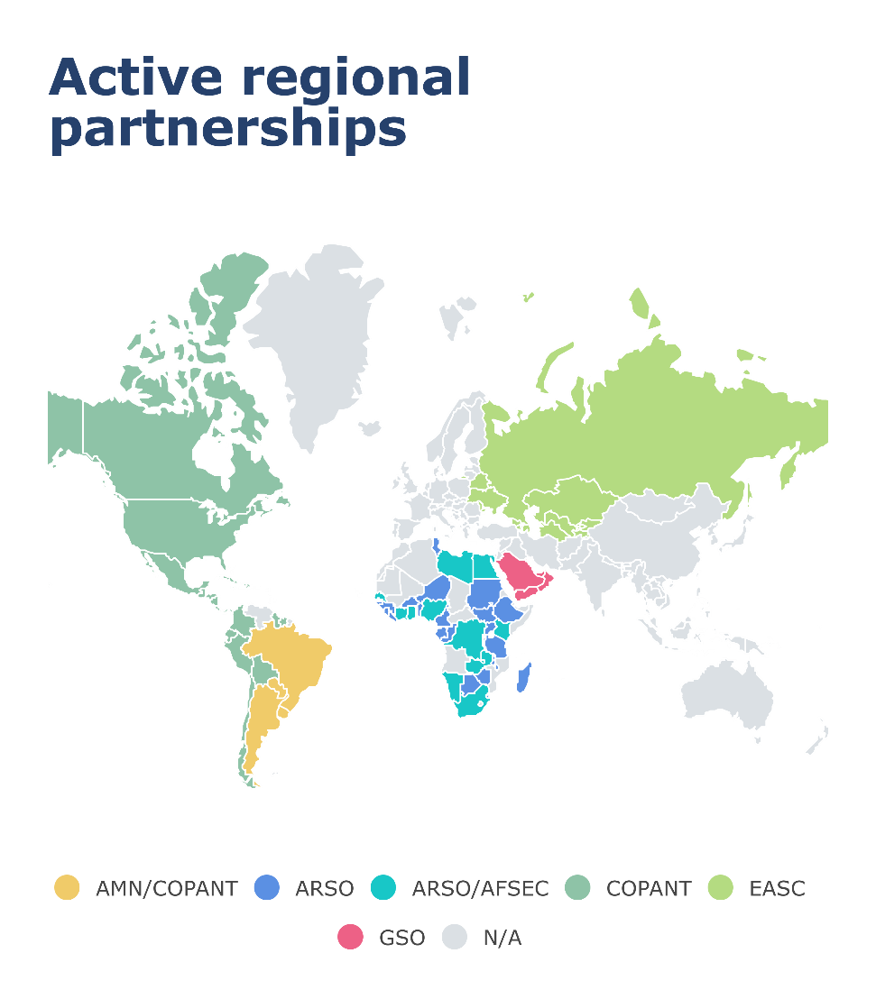 Active regional
partnerships
AMN/COPANT ARSO ARSO/AFSEC COPANT EASC
GSO N/A